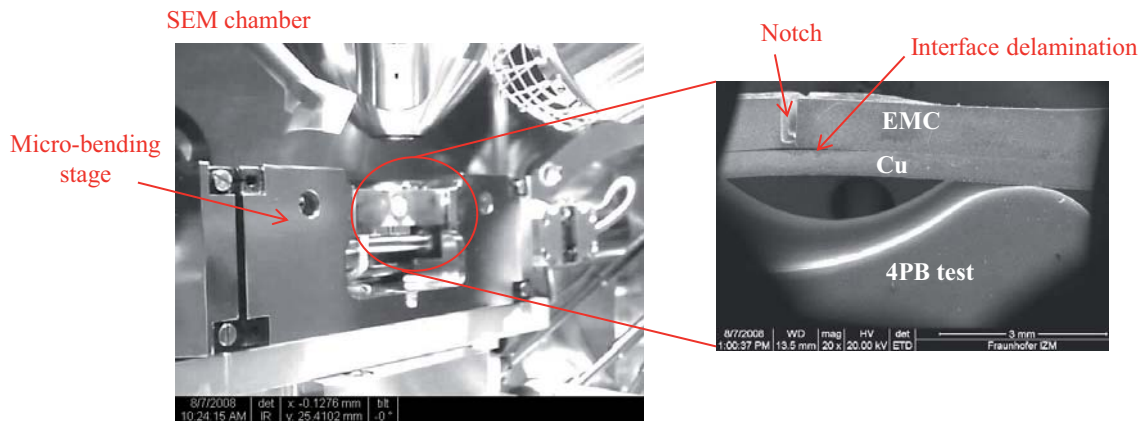 SEM chamber
Micro-bending
stage
8/7/2008 det x: -0.1276 mm tilt
10:24:15 AM IR y: 25.4102 mm -0°
Notch
Interface delamination
EMC
Cu
4PB test
8/7/2008 WD mag HV det 3 mm
1:00:37 PM 13.5 mm 20 x 20.00 kV ETD Fraunhofer IZM